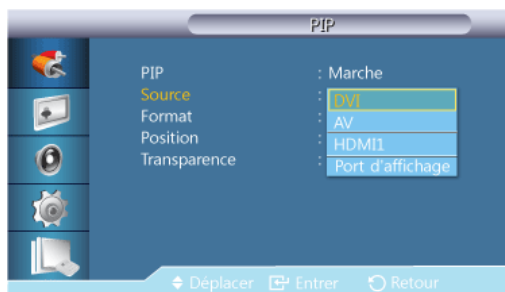 PIP
PIP : Marche
Source : DVI
Format : AV
Position : HDMI1
Transparence : Port d'affichage
Déplacer Entrer Retour